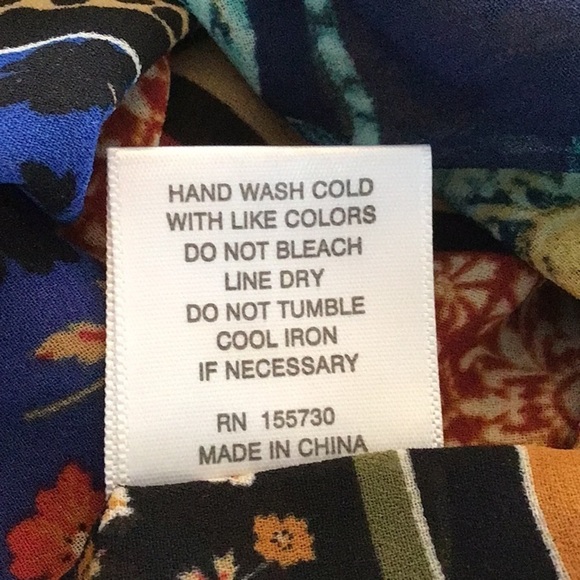 HAND WASH COLD
WITH LIKE COLORS
DO NOT BLEACH
LINE DRY
DO NOT TUMBLE
COOL IRON
IF NECESSARY
RN 155730
MADE IN CHINA